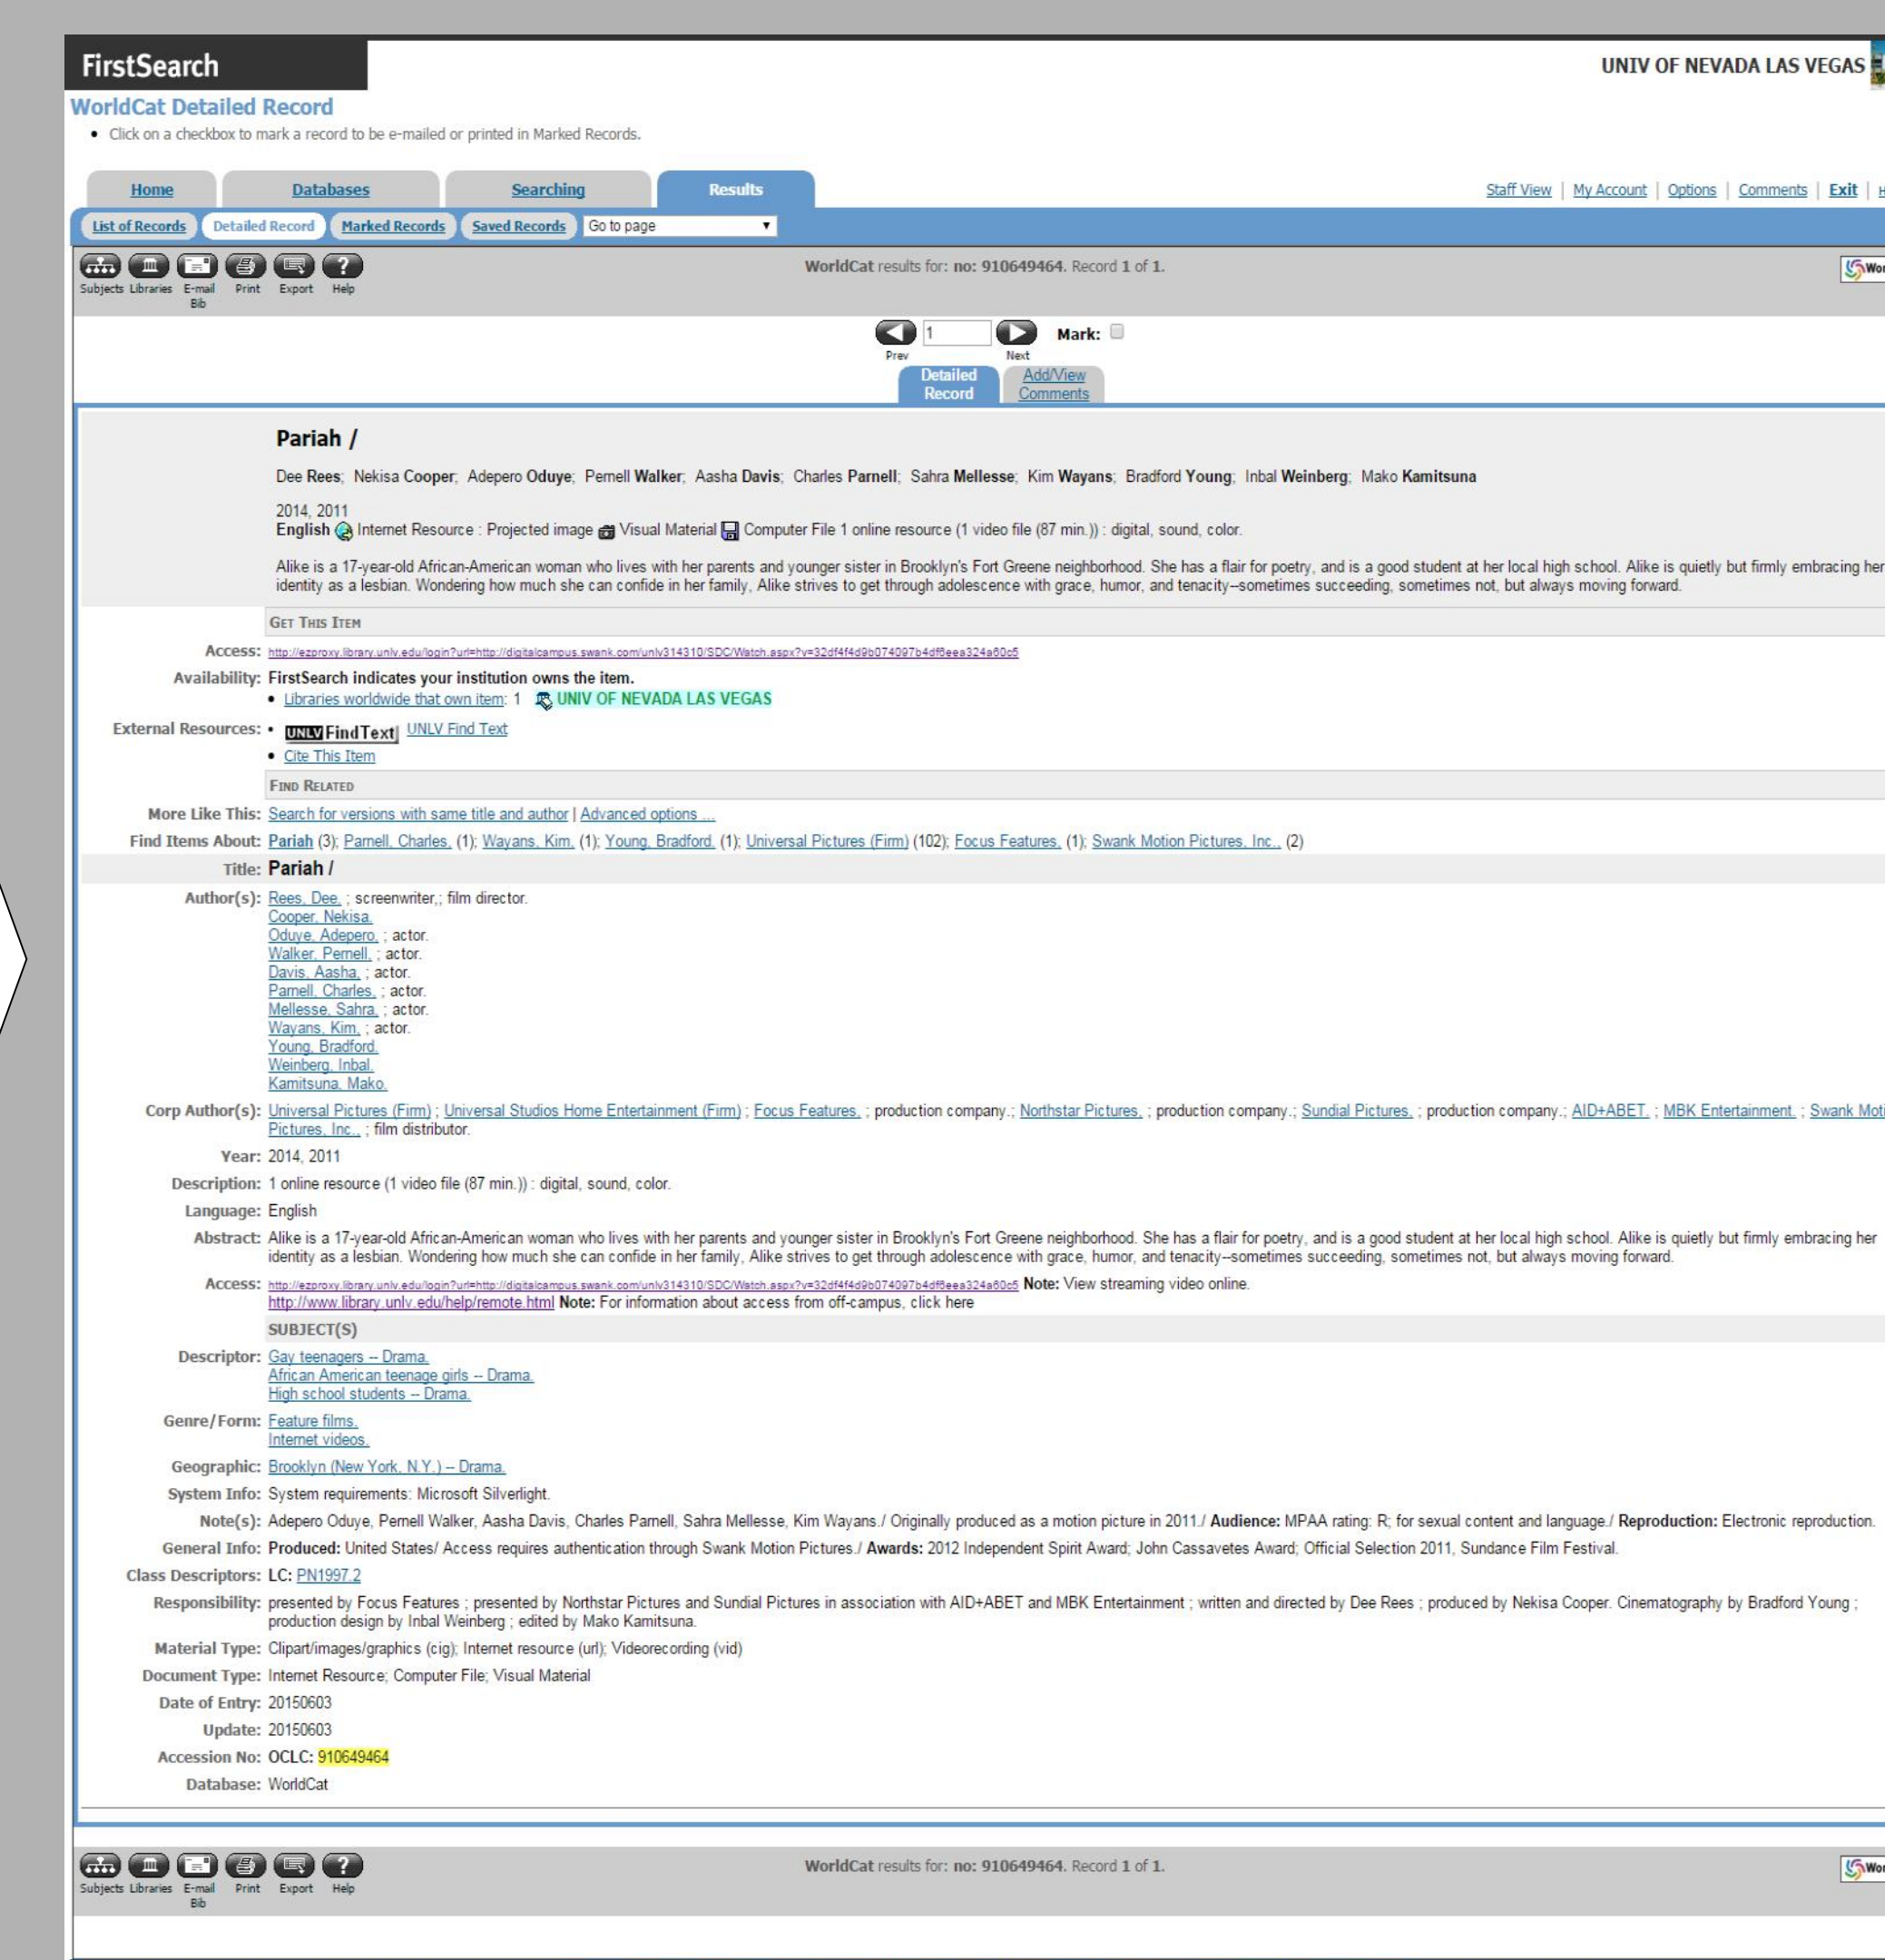 FirstSearch
UNIV OF NEVADA LAS VEGAS
WorldCat Detailed Record
• Click on a checkbox to mark a record to be e-mailed or printed in Marked Records.
Home Databases Searching Results
Staff View | My Account | Options | Comments | Exit |
List of Records Detailed Record Marked Records Saved Records Go to page
WorldCat results for: no: 910649464. Record 1 of 1.
Subjects Libraries E-mail Bib Print Export Help
1 Mark:
Prev Next
Detailed Record Add/View Comments
Pariah /
Dee Rees; Nekisa Cooper; Adepero Oduye; Pernell Walker; Aasha Davis; Charles Parnell; Sahra Mellesse; Kim Wayans; Bradford Young; Inbal Weinberg; Mako Kamitsuna
2014, 2011
English Internet Resource : Projected image Visual Material Computer File 1 online resource (1 video file (87 min.)) : digital, sound, color.
Alike is a 17-year-old African-American woman who lives with her parents and younger sister in Brooklyn's Fort Greene neighborhood. She has a flair for poetry, and is a good student at her local high school. Alike is quietly but firmly embracing her
identity as a lesbian. Wondering how much she can confide in her family, Alike strives to get through adolescence with grace, humor, and tenacity--sometimes succeeding, sometimes not, but always moving forward.
GET THIS ITEM
Access: http://ezproxy.library.unlv.edu/login?url=http://digitalcampus.swank.com/unlv314310/SDC/Watch.aspx?v=32df4f4d9b074097b4df6eea324a60c5
Availability: FirstSearch indicates your institution owns the item.
• Libraries worldwide that own item: 1 UNIV OF NEVADA LAS VEGAS
External Resources: • UNLV FindText UNLV Find Text
• Cite This Item
FIND RELATED
More Like This: Search for versions with same title and author | Advanced options ...
Find Items About: Pariah (3); Parnell, Charles, (1); Wayans, Kim, (1); Young, Bradford, (1); Universal Pictures (Firm) (102); Focus Features, (1); Swank Motion Pictures, Inc., (2)
Title: Pariah /
Author(s): Rees, Dee, ; screenwriter,; film director.
Cooper, Nekisa.
Oduye, Adepero, ; actor.
Walker, Pernell, ; actor.
Davis, Aasha, ; actor.
Parnell, Charles, ; actor.
Mellesse, Sahra, ; actor.
Wayans, Kim, ; actor.
Young, Bradford.
Weinberg, Inbal.
Kamitsuna, Mako.
Corp Author(s): Universal Pictures (Firm) ; Universal Studios Home Entertainment (Firm) ; Focus Features, ; production company.; Northstar Pictures, ; production company.; Sundial Pictures, ; production company.; AID+ABET. ; MBK Entertainment. ; Swank Moti
Pictures, Inc., ; film distributor.
Year: 2014, 2011
Description: 1 online resource (1 video file (87 min.)) : digital, sound, color.
Language: English
Abstract: Alike is a 17-year-old African-American woman who lives with her parents and younger sister in Brooklyn's Fort Greene neighborhood. She has a flair for poetry, and is a good student at her local high school. Alike is quietly but firmly embracing her
identity as a lesbian. Wondering how much she can confide in her family, Alike strives to get through adolescence with grace, humor, and tenacity--sometimes succeeding, sometimes not, but always moving forward.
Access: http://ezproxy.library.unlv.edu/login?url=http://digitalcampus.swank.com/unlv314310/SDC/Watch.aspx?v=32df4f4d9b074097b4df6eea324a60c5 Note: View streaming video online.
http://www.library.unlv.edu/help/remote.html Note: For information about access from off-campus, click here
SUBJECT(S)
Descriptor: Gay teenagers -- Drama.
African American teenage girls -- Drama.
High school students -- Drama.
Genre/Form: Feature films.
Internet videos.
Geographic: Brooklyn (New York, N.Y.) -- Drama.
System Info: System requirements: Microsoft Silverlight.
Note(s): Adepero Oduye, Pernell Walker, Aasha Davis, Charles Parnell, Sahra Mellesse, Kim Wayans./ Originally produced as a motion picture in 2011./ Audience: MPAA rating: R; for sexual content and language./ Reproduction: Electronic reproduction.
General Info: Produced: United States/ Access requires authentication through Swank Motion Pictures./ Awards: 2012 Independent Spirit Award; John Cassavetes Award; Official Selection 2011, Sundance Film Festival.
Class Descriptors: LC: PN1997.2
Responsibility: presented by Focus Features ; presented by Northstar Pictures and Sundial Pictures in association with AID+ABET and MBK Entertainment ; written and directed by Dee Rees ; produced by Nekisa Cooper. Cinematography by Bradford Young ;
production design by Inbal Weinberg ; edited by Mako Kamitsuna.
Material Type: Clipart/images/graphics (cig); Internet resource (url); Videorecording (vid)
Document Type: Internet Resource; Computer File; Visual Material
Date of Entry: 20150603
Update: 20150603
Accession No: OCLC: 910649464
Database: WorldCat
WorldCat results for: no: 910649464. Record 1 of 1.
Subjects Libraries E-mail Bib Print Export Help